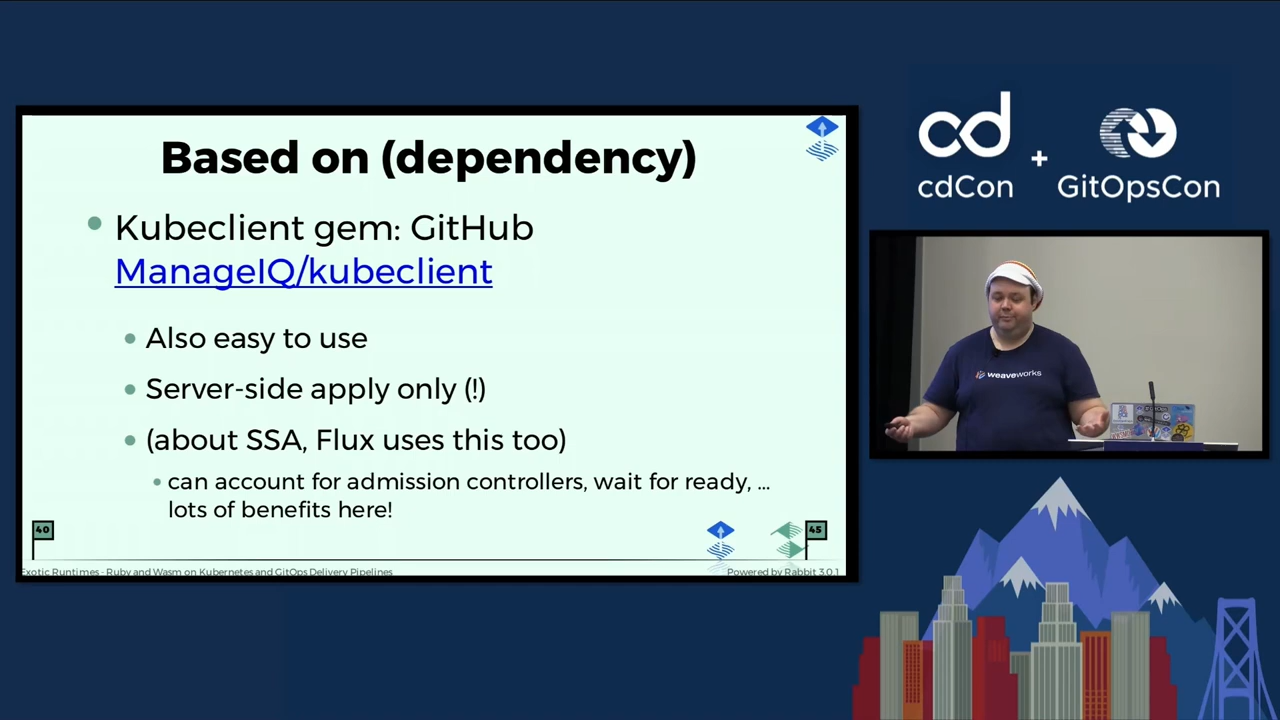 Based on (dependency)
Kubeclient gem: GitHub
ManageIQ/kubeclient
Also easy to use
Server-side apply only (!)
(about SSA, Flux uses this too)
can account for admission controllers, wait for ready, ...
lots of benefits here!
40
45
Exotic Runtimes - Ruby and Wasm on Kubernetes and GitOps Delivery Pipelines
Powered by Rabbit 3.0.1
cd
cdCon
+
GitOpsCon
weaveworks